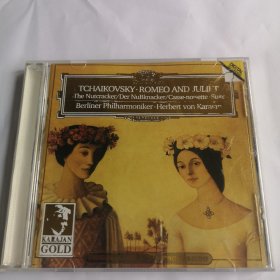 TCHAIKOVSKY · ROMEO AND JULIET
The Nutcracker/Der Nußknacker/Casse-noisette · Suite
Berliner Philharmoniker · Herbert von Karajan
KARAJAN
GOLD